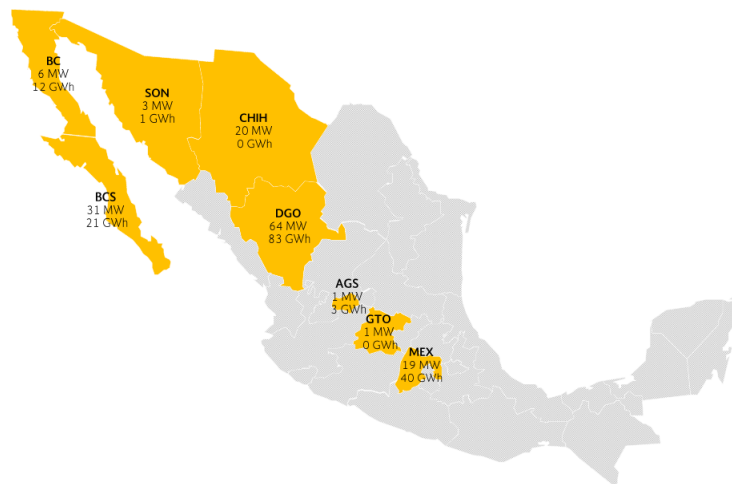 BC
6 MW
12 GWh
SON
3 MW
1 GWh
CHIH
20 MW
0 GWh
BCS
31 MW
21 GWh
DGO
64 MW
83 GWh
AGS
1 MW
3 GWh
GTO
1 MW
0 GWh
MEX
19 MW
40 GWh